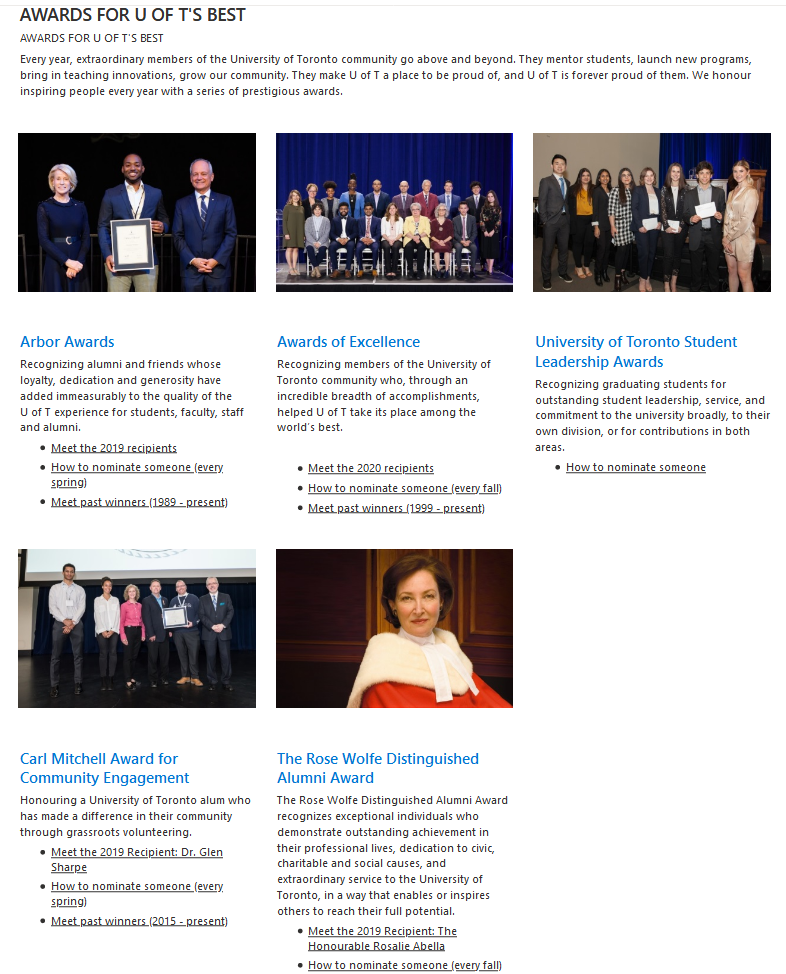 AWARDS FOR U OF T'S BEST
AWARDS FOR U OF T'S BEST
Every year, extraordinary members of the University of Toronto community go above and beyond. They mentor students, launch new programs,
bring in teaching innovations, grow our community. They make U of T a place to be proud of, and U of T is forever proud of them. We honour
inspiring people every year with a series of prestigious awards.
Arbor Awards
Recognizing alumni and friends whose
loyalty, dedication and generosity have
added immeasurably to the quality of the
U of T experience for students, faculty, staff
and alumni.
• Meet the 2019 recipients
• How to nominate someone (every
spring)
• Meet past winners (1989 - present)
Awards of Excellence
Recognizing members of the University of
Toronto community who, through an
incredible breadth of accomplishments,
helped U of T take its place among the
world's best.
• Meet the 2020 recipients
• How to nominate someone (every fall)
• Meet past winners (1999 - present)
University of Toronto Student
Leadership Awards
Recognizing graduating students for
outstanding student leadership, service, and
commitment to the university broadly, to their
own division, or for contributions in both
areas.
• How to nominate someone
Carl Mitchell Award for
Community Engagement
Honouring a University of Toronto alum who
has made a difference in their community
through grassroots volunteering.
• Meet the 2019 Recipient: Dr. Glen
Sharpe
• How to nominate someone (every
spring)
• Meet past winners (2015 - present)
The Rose Wolfe Distinguished
Alumni Award
The Rose Wolfe Distinguished Alumni Award
recognizes exceptional individuals who
demonstrate outstanding achievement in
their professional lives, dedication to civic,
charitable and social causes, and
extraordinary service to the University of
Toronto, in a way that enables or inspires
others to reach their full potential.
• Meet the 2019 Recipient: The
Honourable Rosalie Abella
• How to nominate someone (every fall)